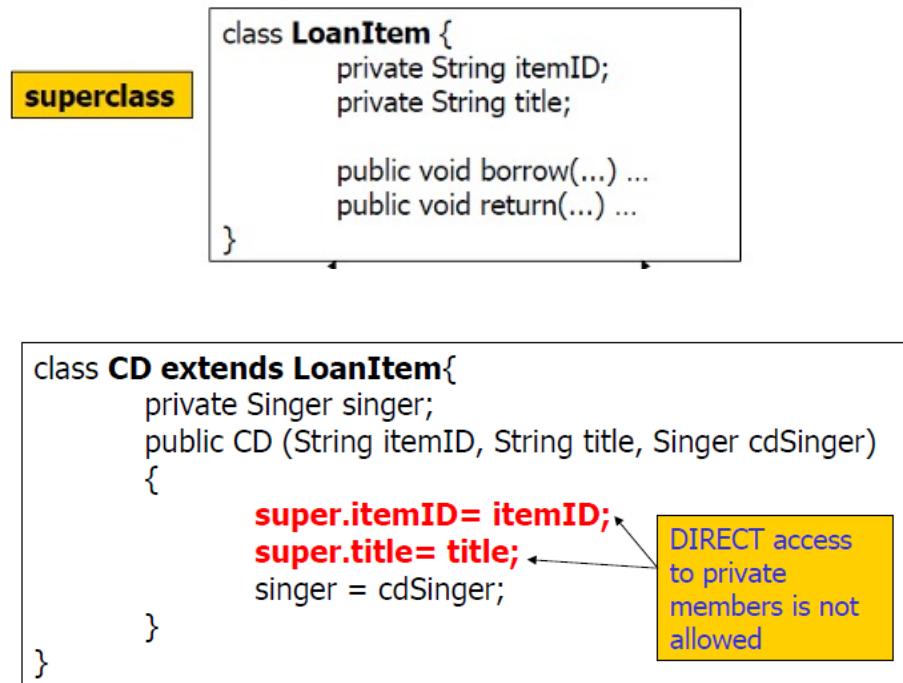 class LoanItem {
superclass
private String itemID;
private String title;
public void borrow(...) ...
public void return(...) ...
}
class CD extends LoanItem{
private Singer singer;
public CD (String itemID, String title, Singer cdSinger)
{
super.itemID= itemID;
super.title= title;
singer = cdSinger;
}
}
DIRECT access
to private
members is not
allowed